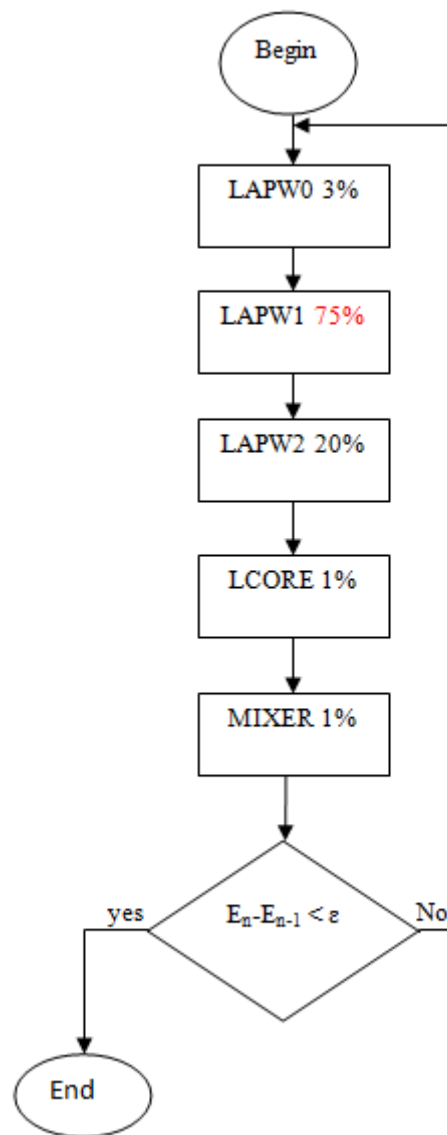 Begin
LAPW0 3%
LAPW1 75%
LAPW2 20%
LCORE 1%
MIXER 1%
yes
Eₙ-Eₙ₋₁ < ε
No
End